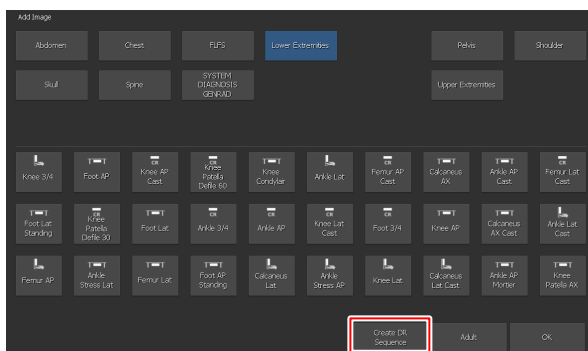 Add Image
Abdomen
Chest
FLFS
Lower Extremities
Pelvis
Shoulder
Skull
Spine
SYSTEM
DIAGNOSIS
GENRAD
Upper Extremities
Knee 3/4
Foot AP
CR
Knee AP
Cast
CR
Knee
Patella
Defile 60
Knee
Condylair
Ankle Lat
CR
Femur AP
Cast
Calcaneus
AX
Ankle AP
Cast
CR
Femur Lat
Cast
Foot Lat
Standing
CR
Knee
Patella
Defile 30
Foot Lat
CR
Ankle 3/4
CR
Ankle AP
CR
Knee Lat
Cast
CR
Foot 3/4
Knee AP
Calcaneus
AX Cast
Ankle Lat
Cast
Femur AP
Ankle
Stress Lat
Femur Lat
Foot AP
Standing
Calcaneus
Lat
Ankle
Stress AP
Knee Lat
Calcaneus
Lat Cast
Ankle AP
Mortier
Knee
Patella AX
Create DR
Sequence
Adult
OK